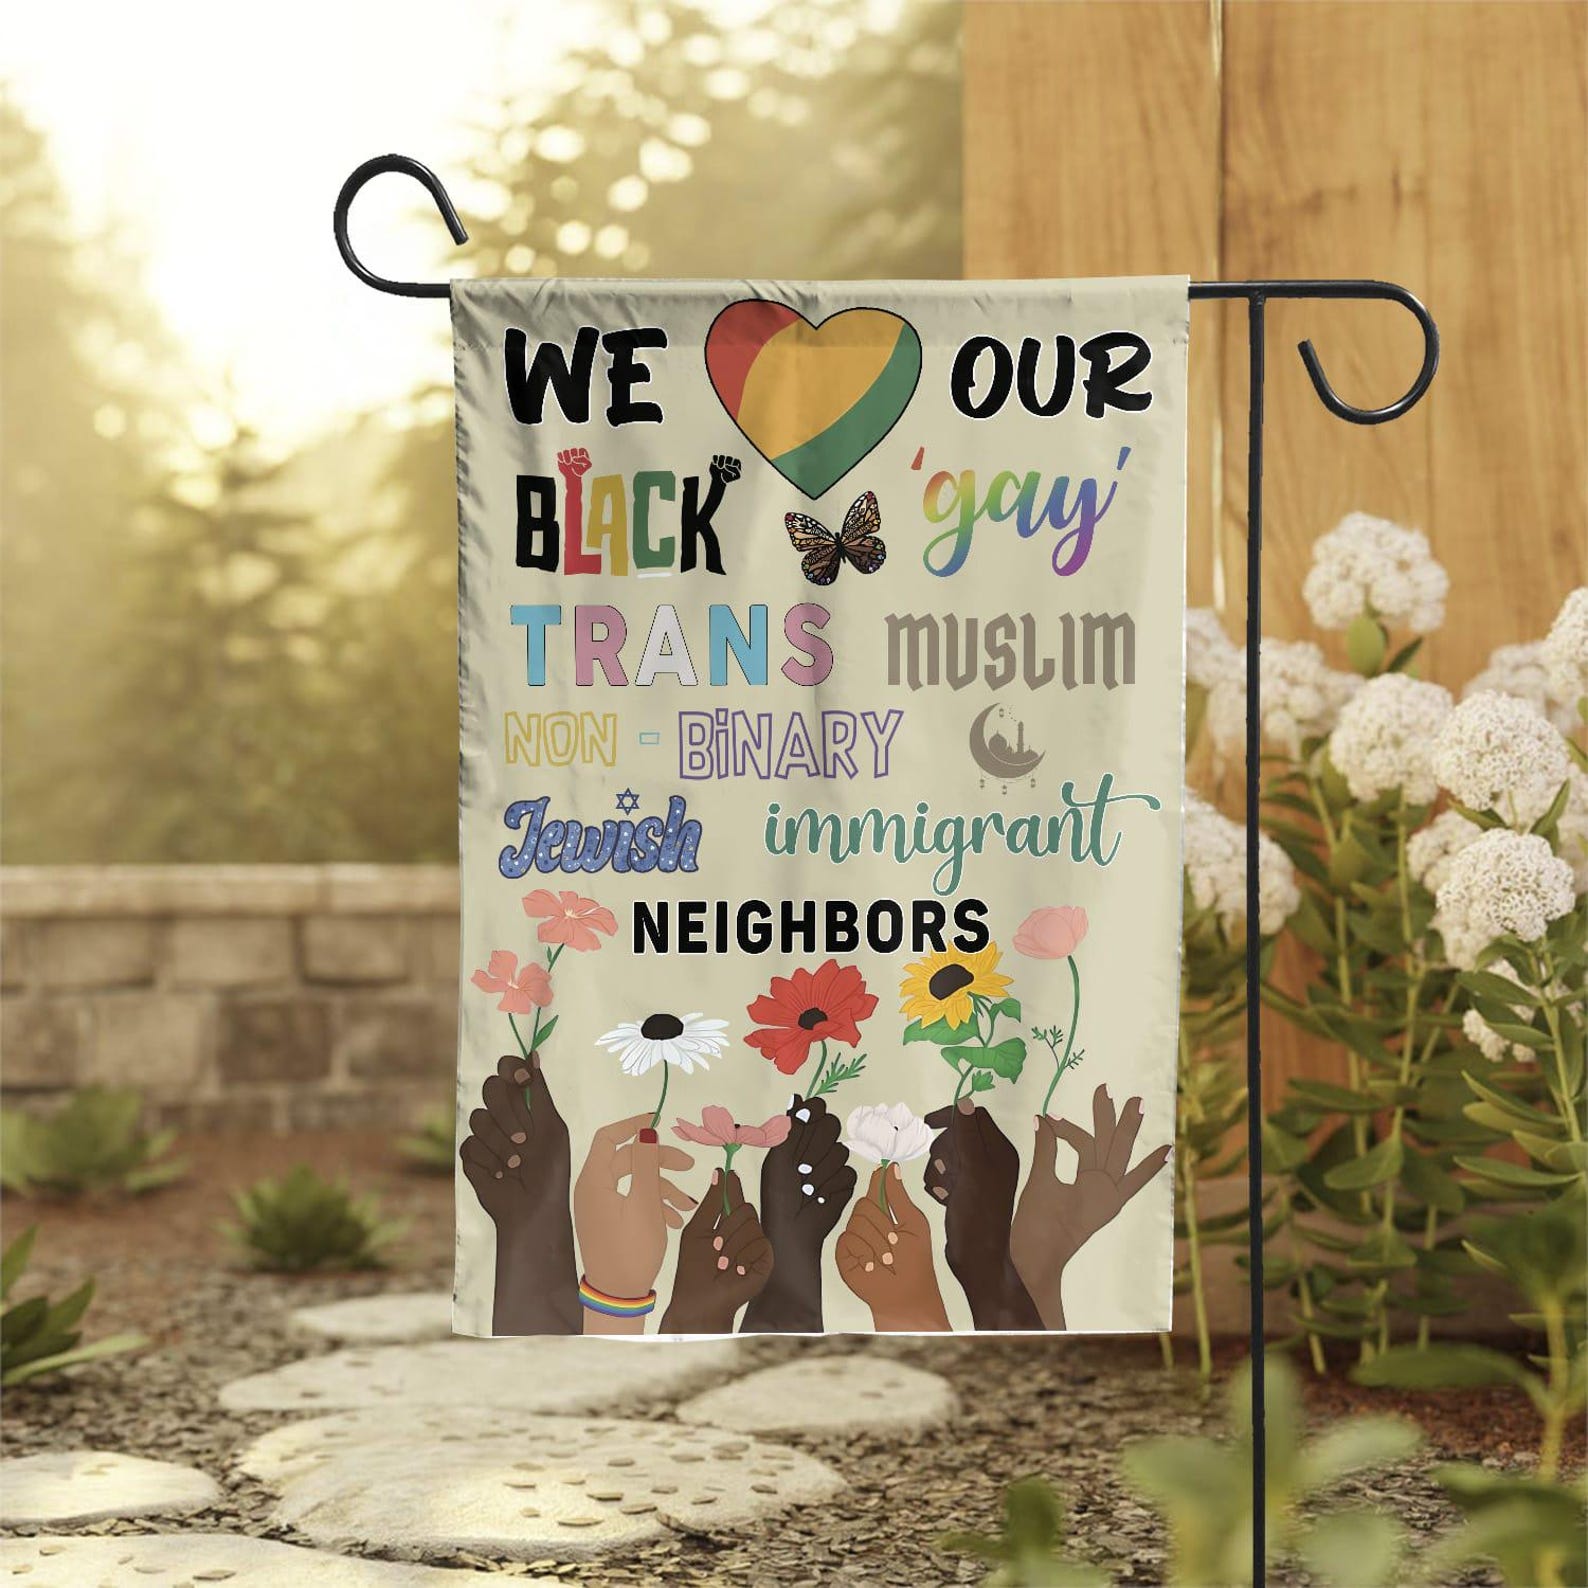 WE OUR
BLACK 'gay'
TRANS MUSLIM
NON - BINARY
Jewish immigrant
NEIGHBORS